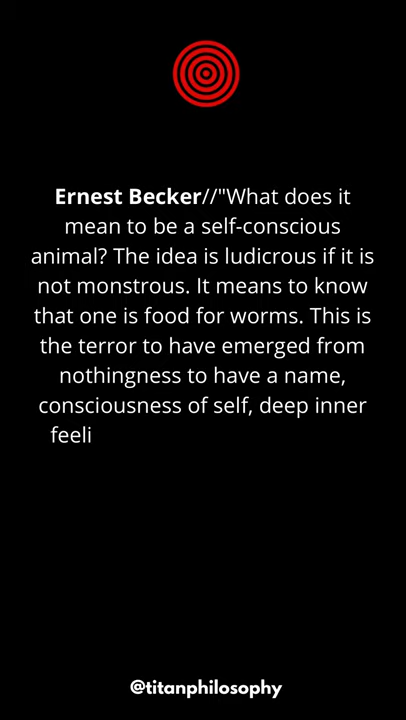 Ernest Becker//"What does it
mean to be a self-conscious
animal? The idea is ludicrous if it is
not monstrous. It means to know
that one is food for worms. This is
the terror to have emerged from
nothingness to have a name,
consciousness of self, deep inner
feeli
@titanphilosophy